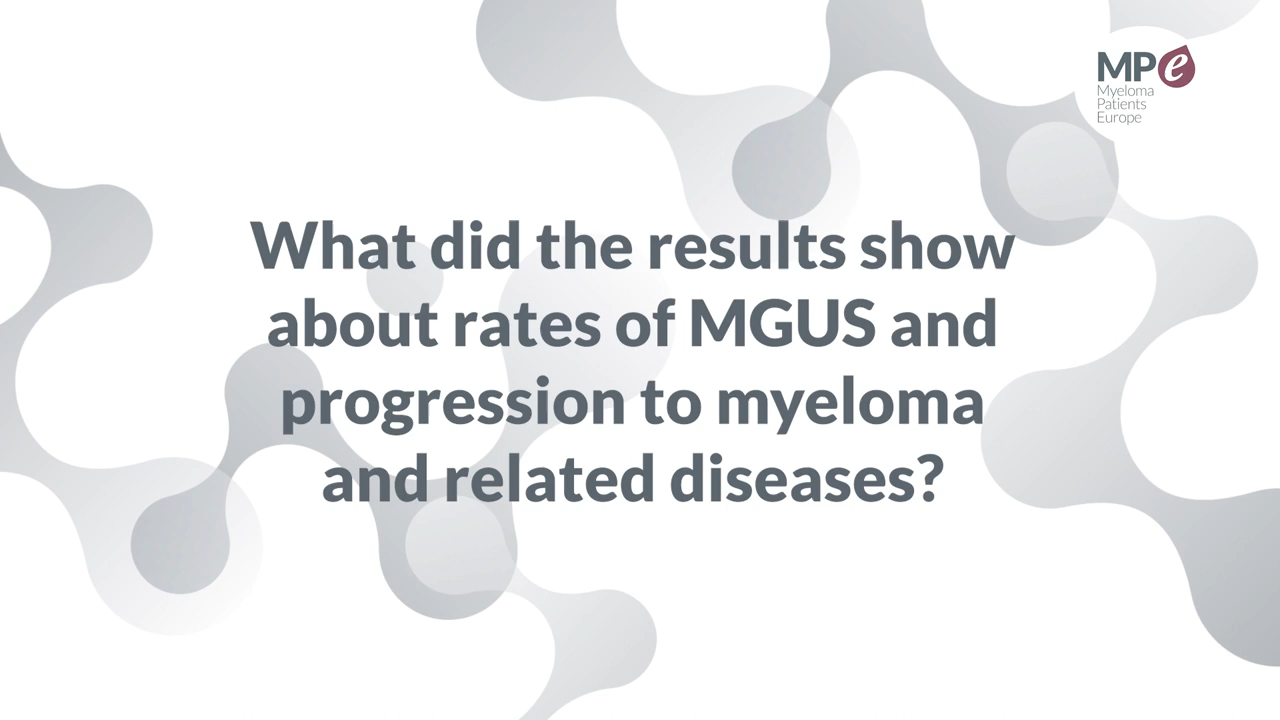 MPe
Myeloma
Patients
Europe
What did the results show
about rates of MGUS and
progression to myeloma
and related diseases?